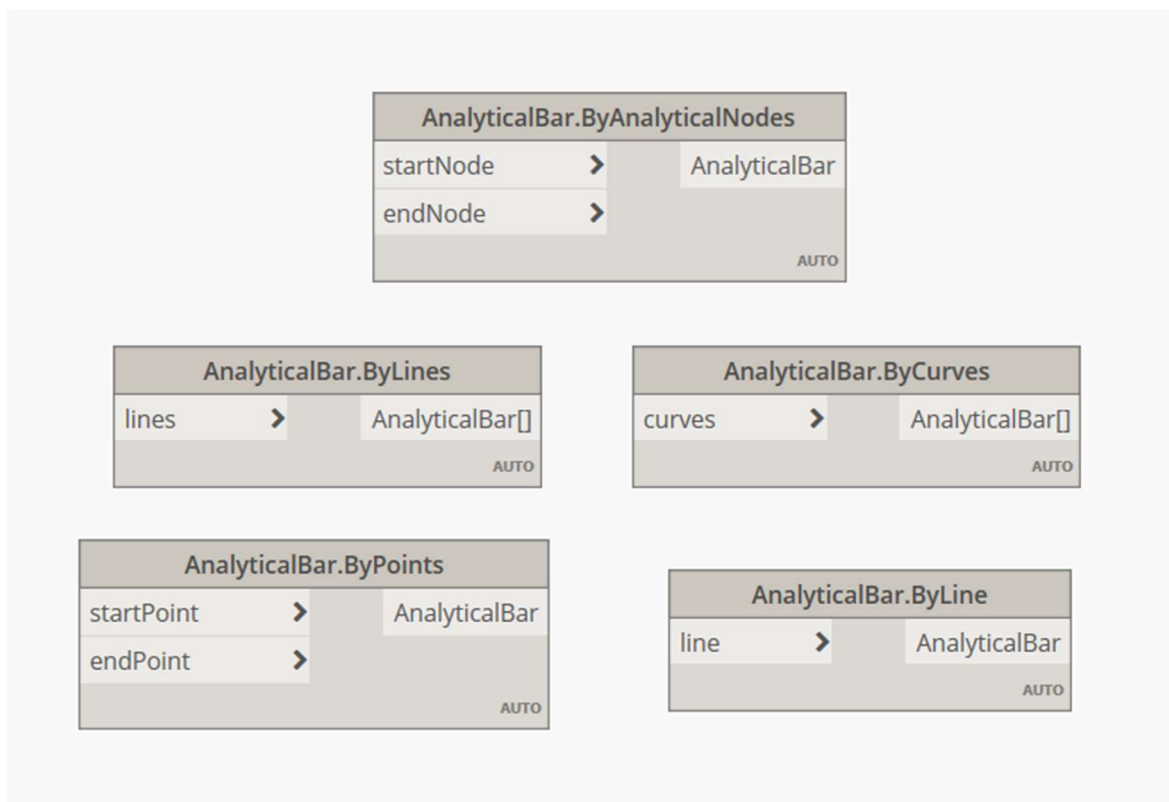 AnalyticalBar.ByAnalyticalNodes
startNode
AnalyticalBar
endNode
AUTO
AnalyticalBar.ByLines
lines
AnalyticalBar[]
AUTO
AnalyticalBar.ByCurves
curves
AnalyticalBar[]
AUTO
AnalyticalBar.ByPoints
startPoint
AnalyticalBar
endPoint
AUTO
AnalyticalBar.ByLine
line
AnalyticalBar
AUTO